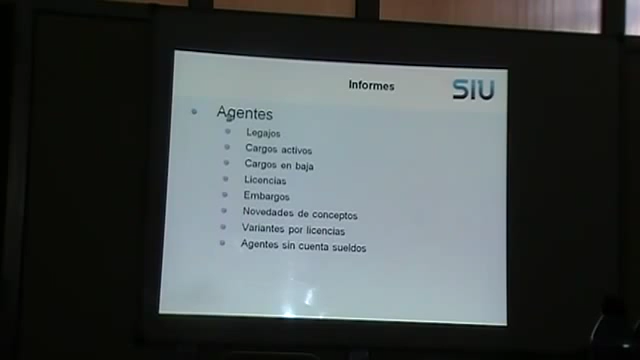 Informes
SIU
Agentes
Legajos
Cargos activos
Cargos en baja
Licencias
Embargos
Novedades de conceptos
Variantes por licencias
Agentes sin cuenta sueldos